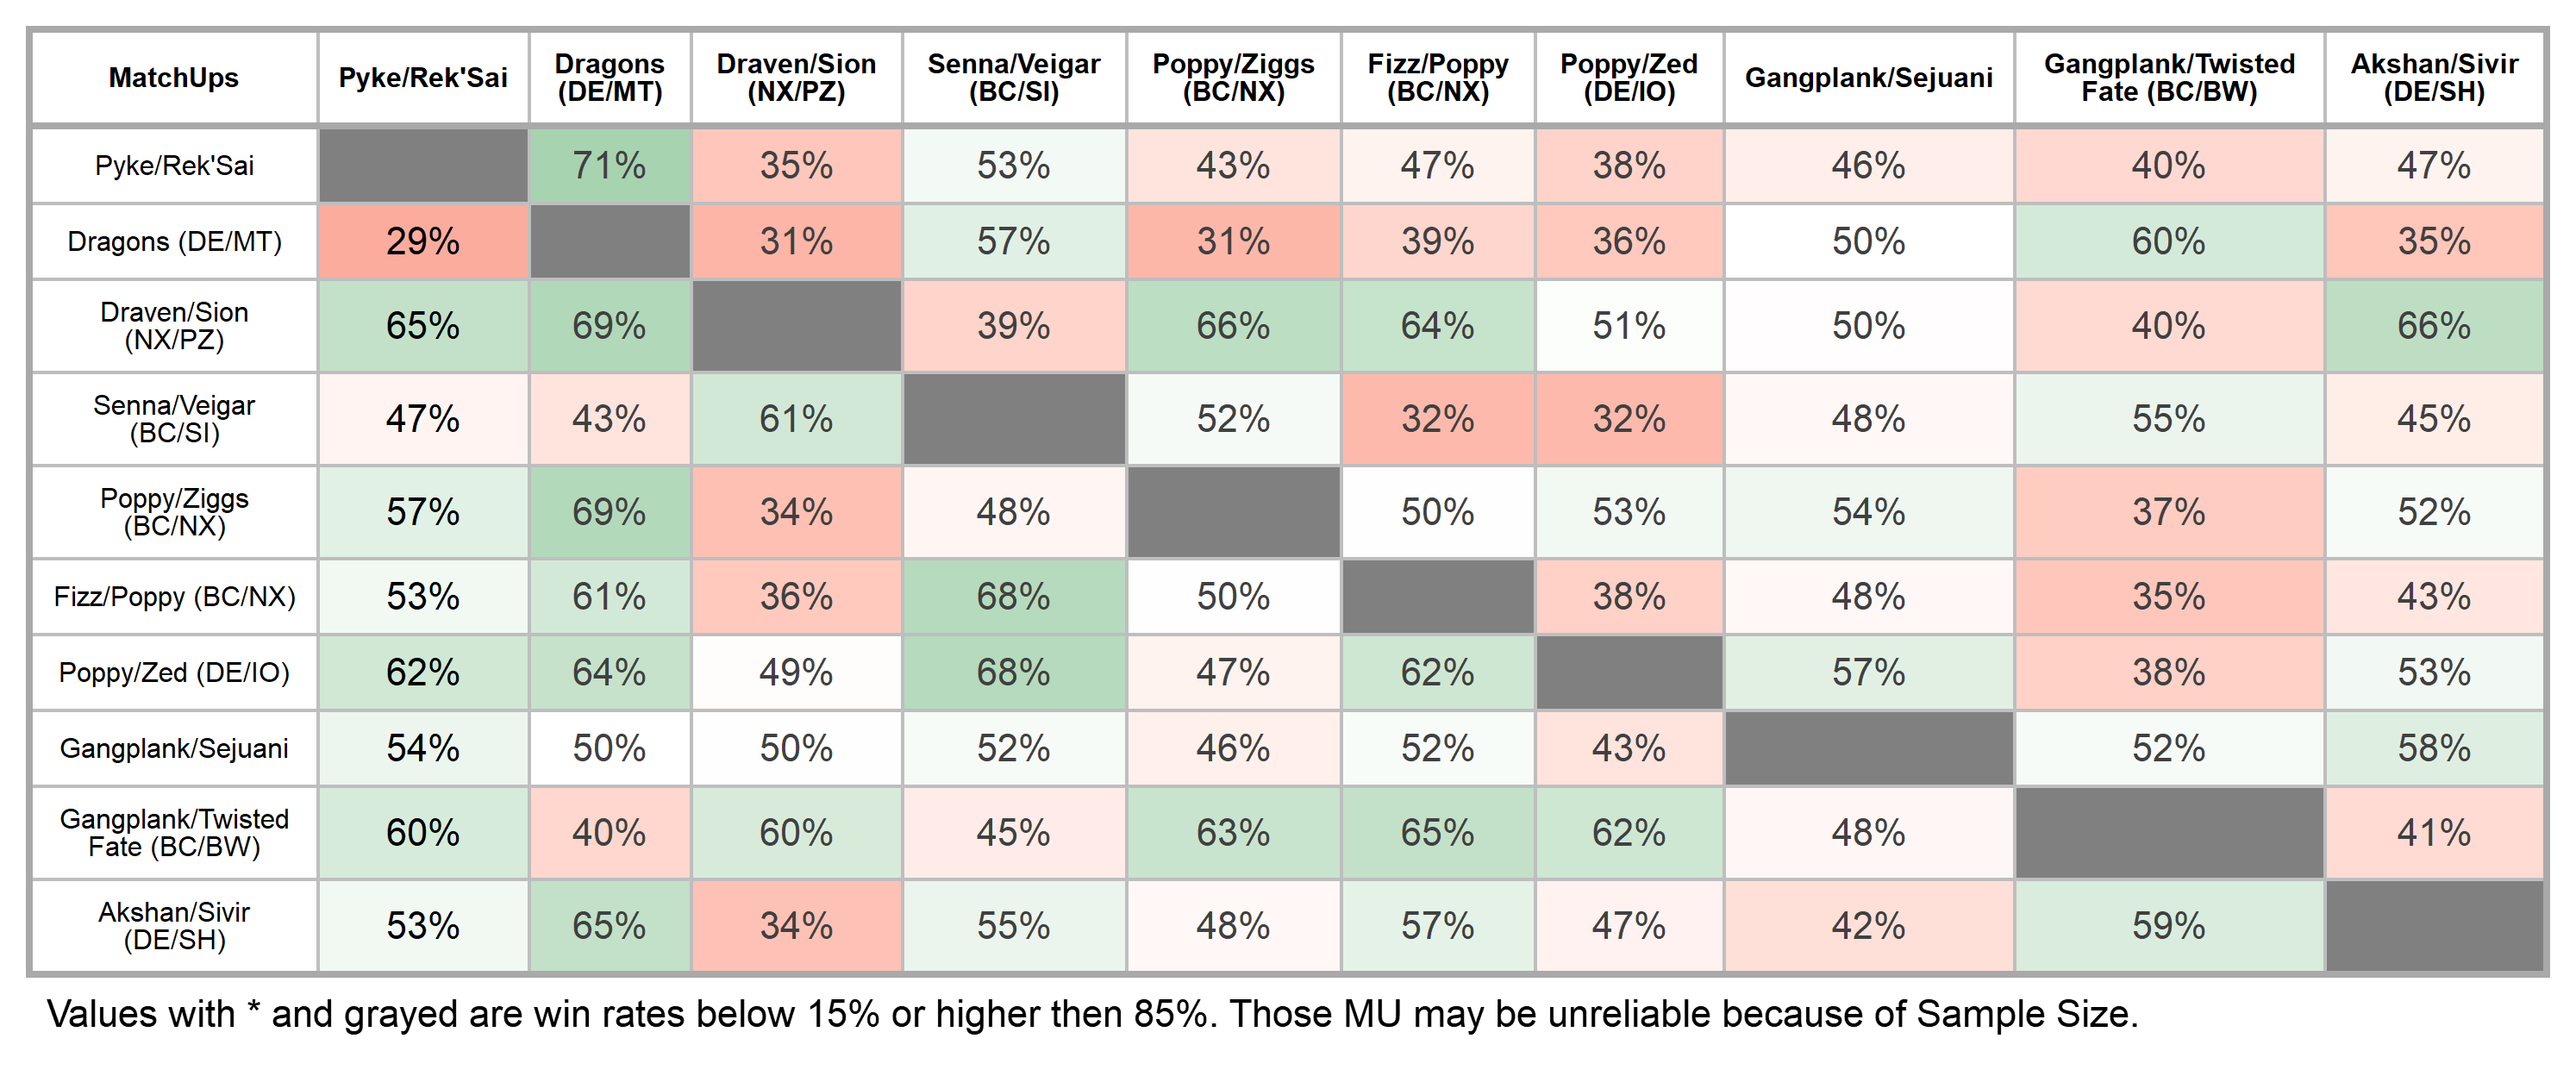 MatchUps Pyke/Rek'Sai Dragons (DE/MT) Draven/Sion (NX/PZ) Senna/Veigar (BC/SI) Poppy/Ziggs (BC/NX) Fizz/Poppy (BC/NX) Poppy/Zed (DE/IO) Gangplank/Sejuani Gangplank/Twisted Fate (BC/BW) Akshan/Sivir (DE/SH)
Pyke/Rek'Sai 71% 35% 53% 43% 47% 38% 46% 40% 47%
Dragons (DE/MT) 29% 31% 57% 31% 39% 36% 50% 60% 35%
Draven/Sion (NX/PZ) 65% 69% 39% 66% 64% 51% 50% 40% 66%
Senna/Veigar (BC/SI) 47% 43% 61% 52% 32% 32% 48% 55% 45%
Poppy/Ziggs (BC/NX) 57% 69% 34% 48% 50% 53% 54% 37% 52%
Fizz/Poppy (BC/NX) 53% 61% 36% 68% 50% 38% 48% 35% 43%
Poppy/Zed (DE/IO) 62% 64% 49% 68% 47% 62% 57% 38% 53%
Gangplank/Sejuani 54% 50% 50% 52% 46% 52% 43% 52% 58%
Gangplank/Twisted Fate (BC/BW) 60% 40% 60% 45% 63% 65% 62% 48% 41%
Akshan/Sivir (DE/SH) 53% 65% 34% 55% 48% 57% 47% 42% 59%
Values with * and grayed are win rates below 15% or higher then 85%. Those MU may be unreliable because of Sample Size.